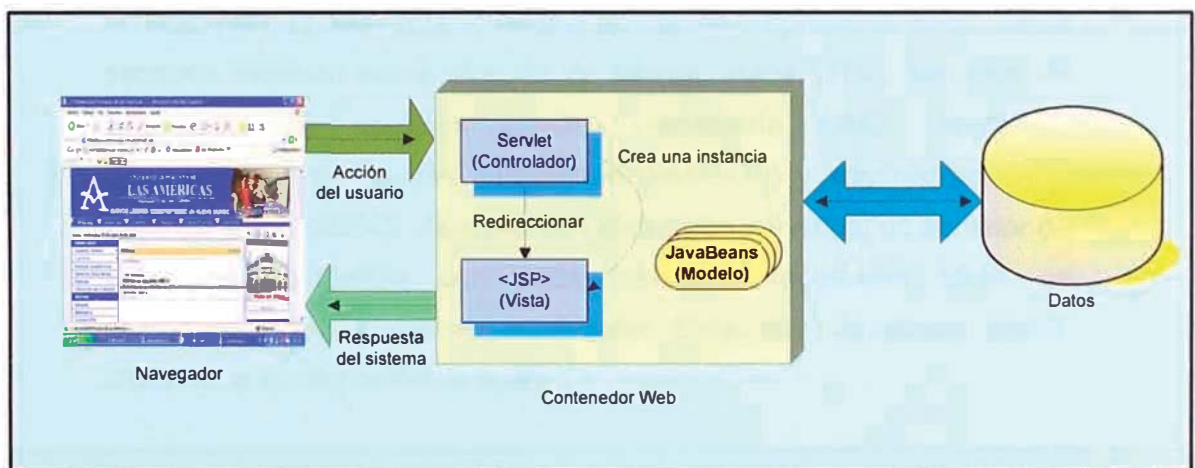 LAS AMERICAS
Acción
del usuario
Respuesta
del sistema
Navegador
Servlet
(Controlador)
Crea una instancia
Redireccionar
JavaBeans
(Modelo)
<JSP>
(Vista)
Contenedor Web
Datos